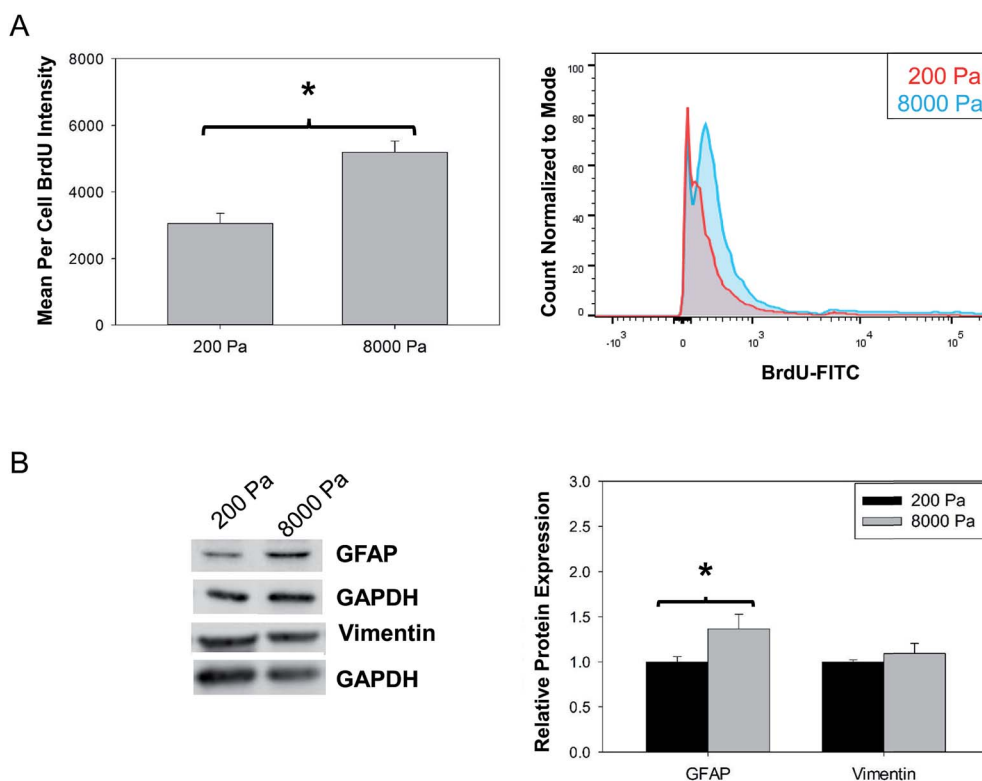 A
Mean Per Cell BrdU Intensity
8000
6000
4000
2000
0
*
200 Pa
8000 Pa
Count Normalized to Mode
100
80
60
40
20
0
200 Pa
8000 Pa
-10³
0
10³
10⁴
10⁵
BrdU-FITC
B
200 Pa
8000 Pa
GFAP
GAPDH
Vimentin
GAPDH
Relative Protein Expression
3.0
2.5
2.0
1.5
1.0
0.5
0.0
200 Pa
8000 Pa
*
GFAP
Vimentin